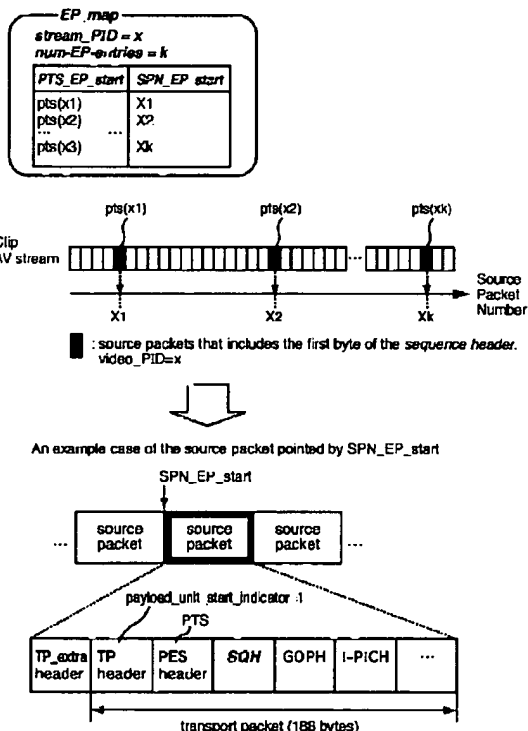 EP_map
stream_PID = x
num-EP-entries = k
PTS_EP_start SPN_EP start
pts(x1) X1
pts(x2) X2
... ...
pts(x3) Xk
pts(x1) pts(x2) pts(xk)
Clip
AV stream
...
Source
Packet
Number
X1 X2 Xk
: source packets that includes the first byte of the sequence header.
video_PID=x
An example case of the source packet pointed by SPN_EP_start
SPN_EP_start
... source packet source packet source packet ...
payload_unit_start_indicator :1
PTS
TP_extra header TP header PES header SQH GOPH I-PICH ...
transport packet (188 bytes)